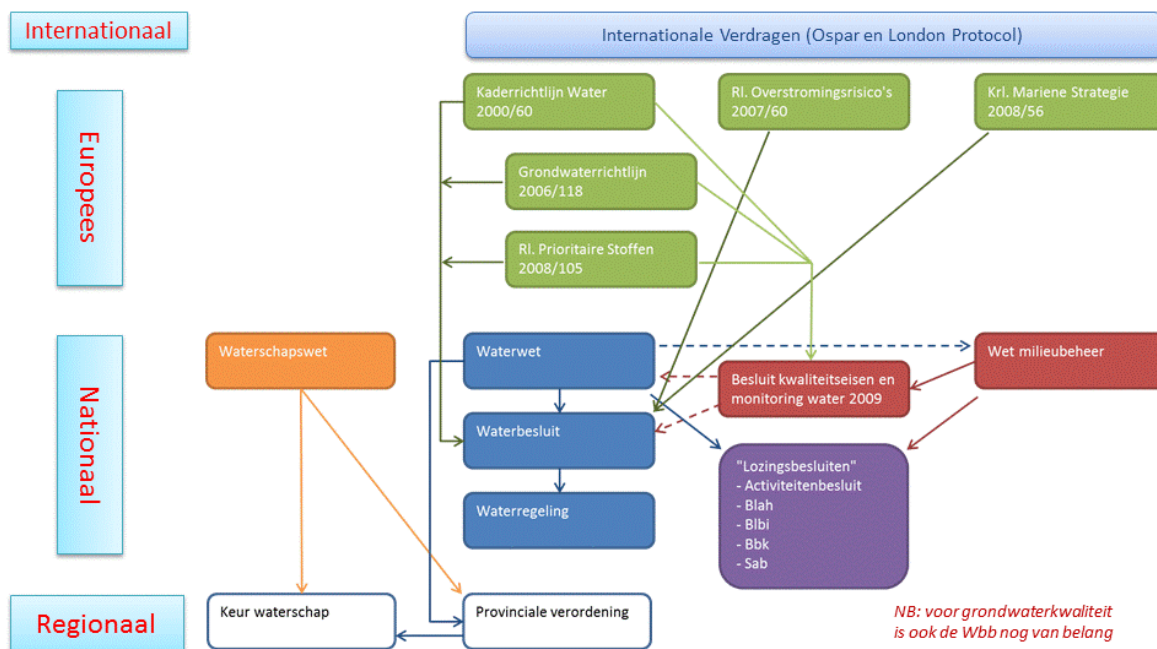 Internationaal
Internationale Verdragen (Ospar en London Protocol)
Europees
Kaderrichtlijn Water
2000/60
Rl. Overstromingsrisico's
2007/60
Krl. Mariene Strategie
2008/56
Grondwaterrichtlijn
2006/118
Rl. Prioritaire Stoffen
2008/105
Nationaal
Waterschapswet
Waterwet
Wet milieubeheer
Besluit kwaliteitseisen en
monitoring water 2009
Waterbesluit
"Lozingsbesluiten"
- Activiteitenbesluit
- Blah
- Blbi
- Bbk
- Sab
Waterregeling
Regionaal
Keur waterschap
Provinciale verordening
NB: voor grondwaterkwaliteit
is ook de Wbb nog van belang